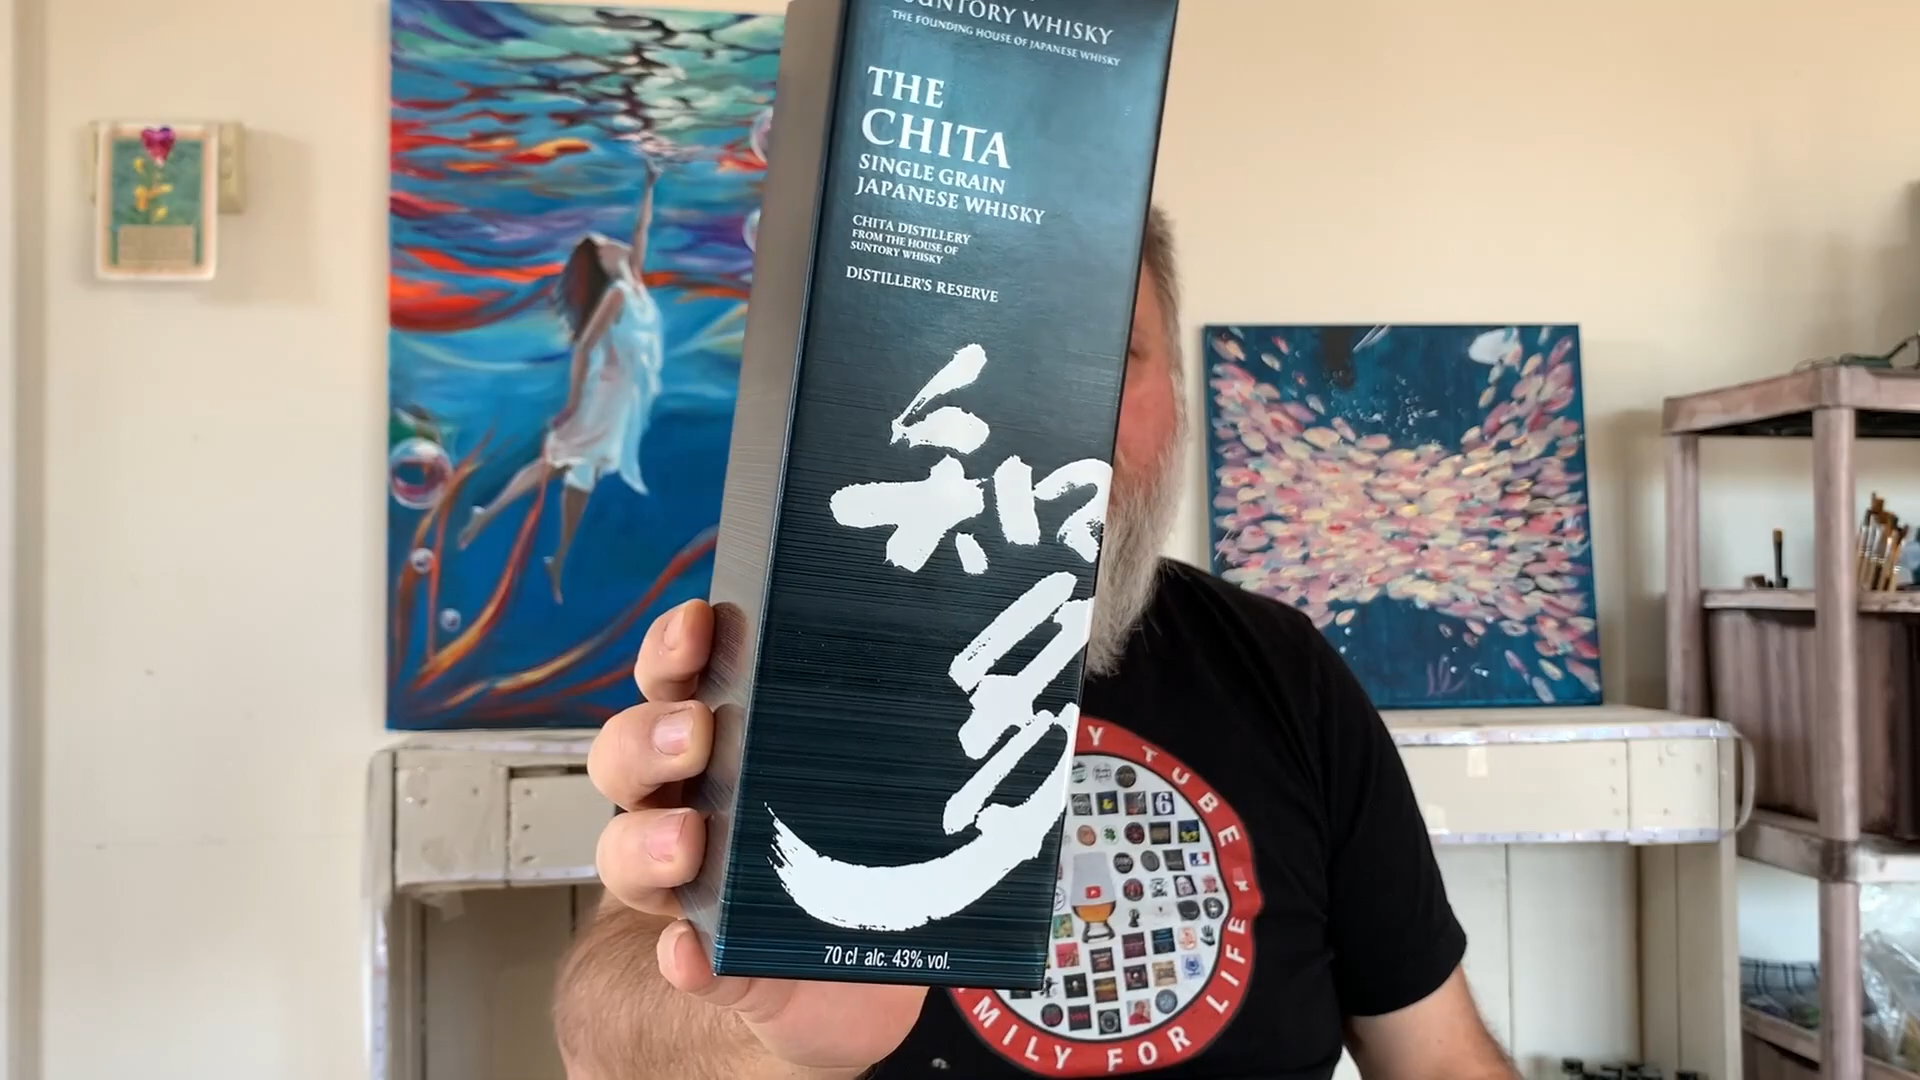 SUNTORY WHISKY
THE FOUNDING HOUSE OF JAPANESE WHISKY
THE
CHITA
SINGLE GRAIN
JAPANESE WHISKY
CHITA DISTILLERY
FROM THE HOUSE OF
SUNTORY WHISKY
DISTILLER'S RESERVE
知
多
70 cl alc. 43% vol.
Y TUBE
MILY FOR LIFE